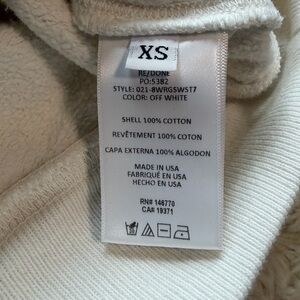 XS
RE/DONE
PO:5382
STYLE: 021-8WRGSWST7
COLOR: OFF WHITE
SHELL 100% COTTON
REVÊTEMENT 100% COTON
CAPA EXTERNA 100% ALGODON
MADE IN USA
FABRIQUÉ EN USA
HECHO EN USA
RN# 146770
CA# 19371